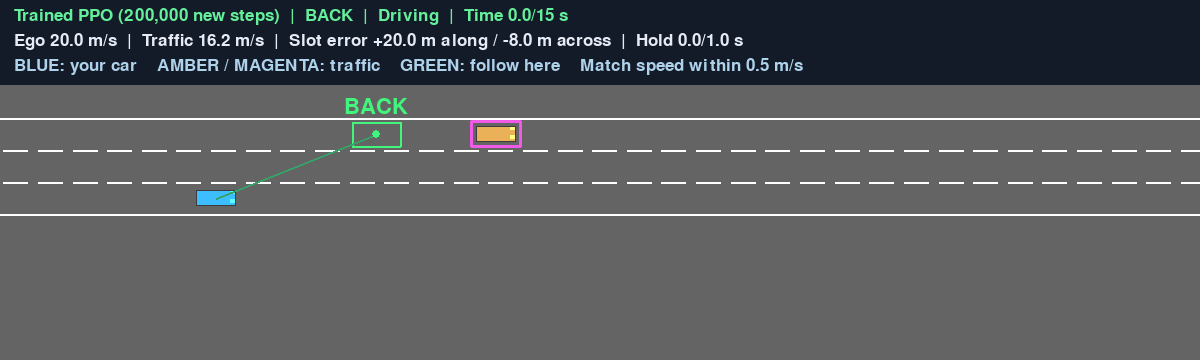 Trained PPO (200,000 new steps) | BACK | Driving | Time 0.0/15 s
Ego 20.0 m/s | Traffic 16.2 m/s | Slot error +20.0 m along / -8.0 m across | Hold 0.0/1.0 s
BLUE: your car AMBER / MAGENTA: traffic GREEN: follow here Match speed within 0.5 m/s
BACK